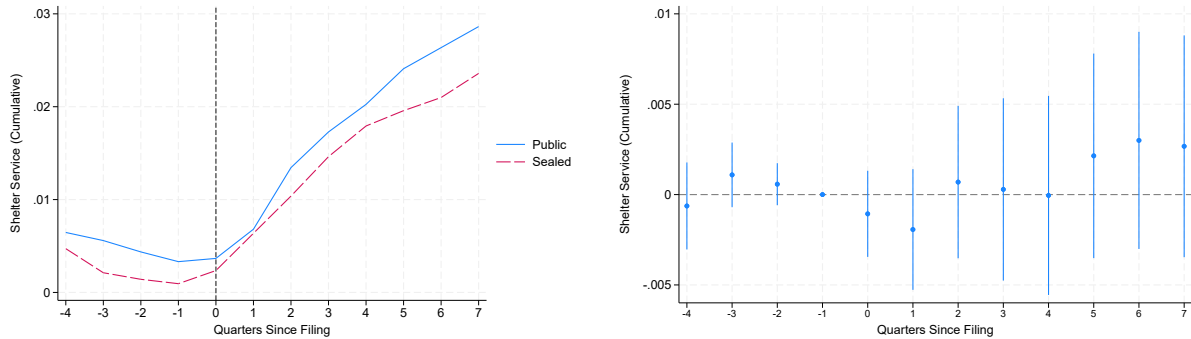 Shelter Service (Cumulative)
.03
.02
.01
0
-4 -3 -2 -1 0 1 2 3 4 5 6 7
Quarters Since Filing
Public
Sealed
Shelter Service (Cumulative)
.01
.005
0
-.005
-4 -3 -2 -1 0 1 2 3 4 5 6 7
Quarters Since Filing